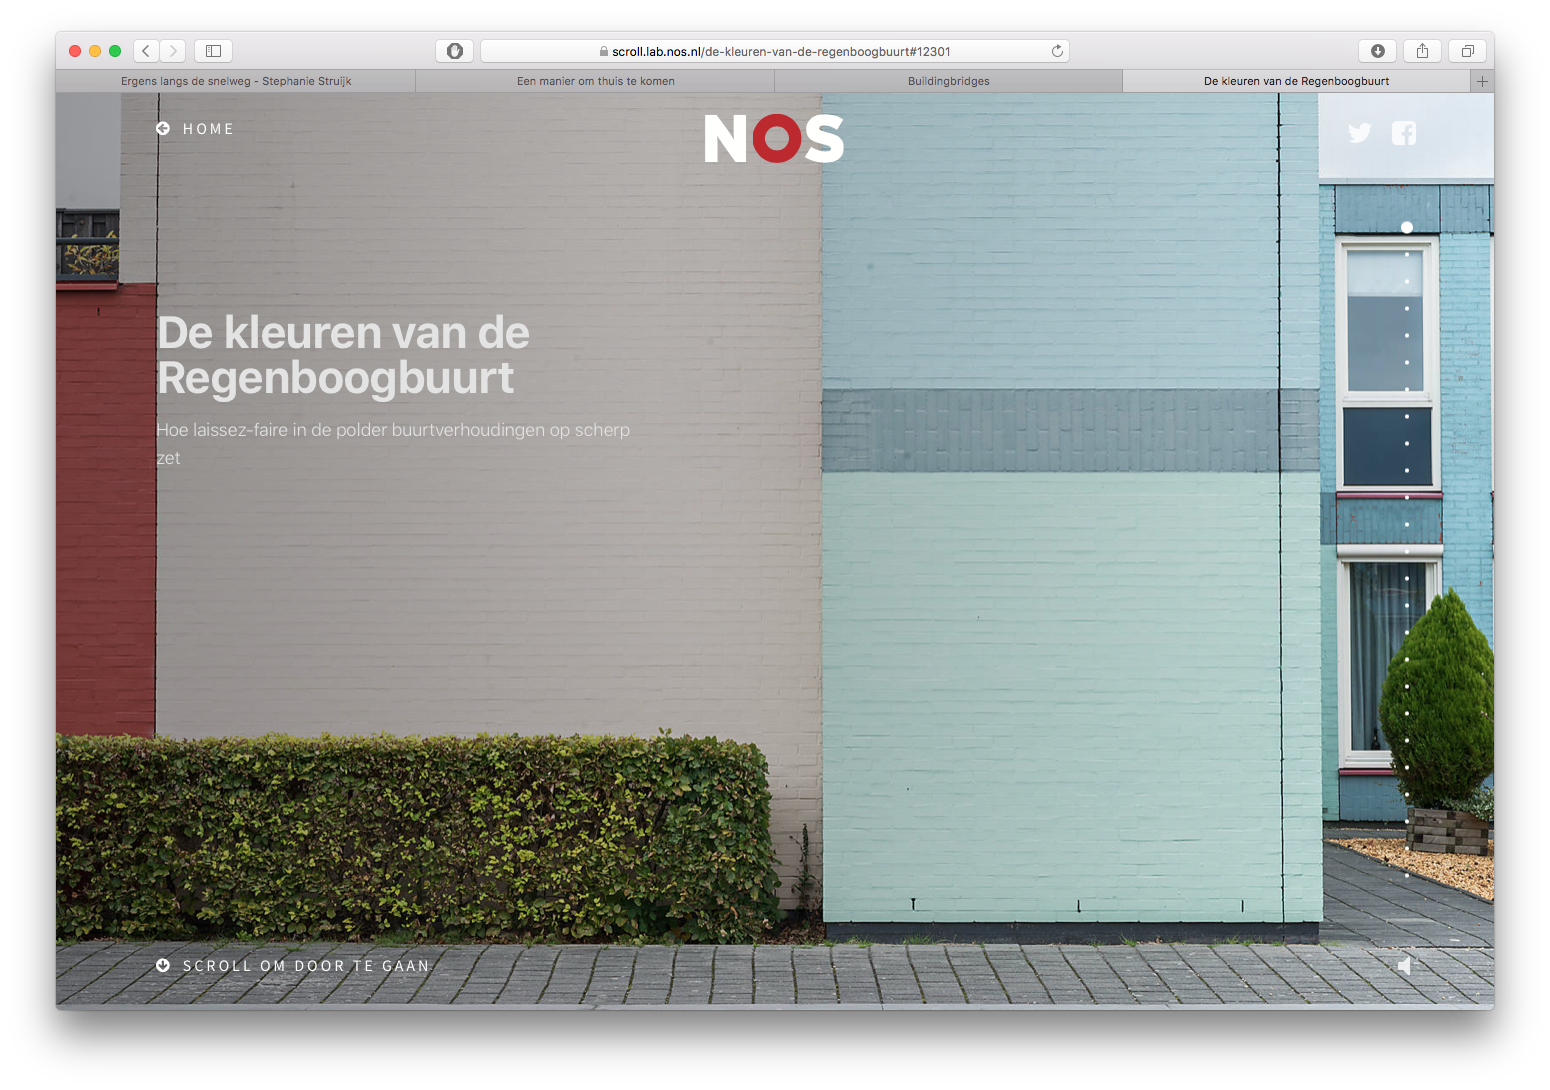 scroll.lab.nos.nl/de-kleuren-van-de-regenboogbuurt#12301
Ergens langs de snelweg - Stephanie Struijk
Een manier om thuis te komen
Buildingbridges
De kleuren van de Regenboogbuurt
HOME
NOS
De kleuren van de
Regenboogbuurt
Hoe laissez-faire in de polder buurtverhoudingen op scherp
zet
SCROLL OM DOOR TE GAAN